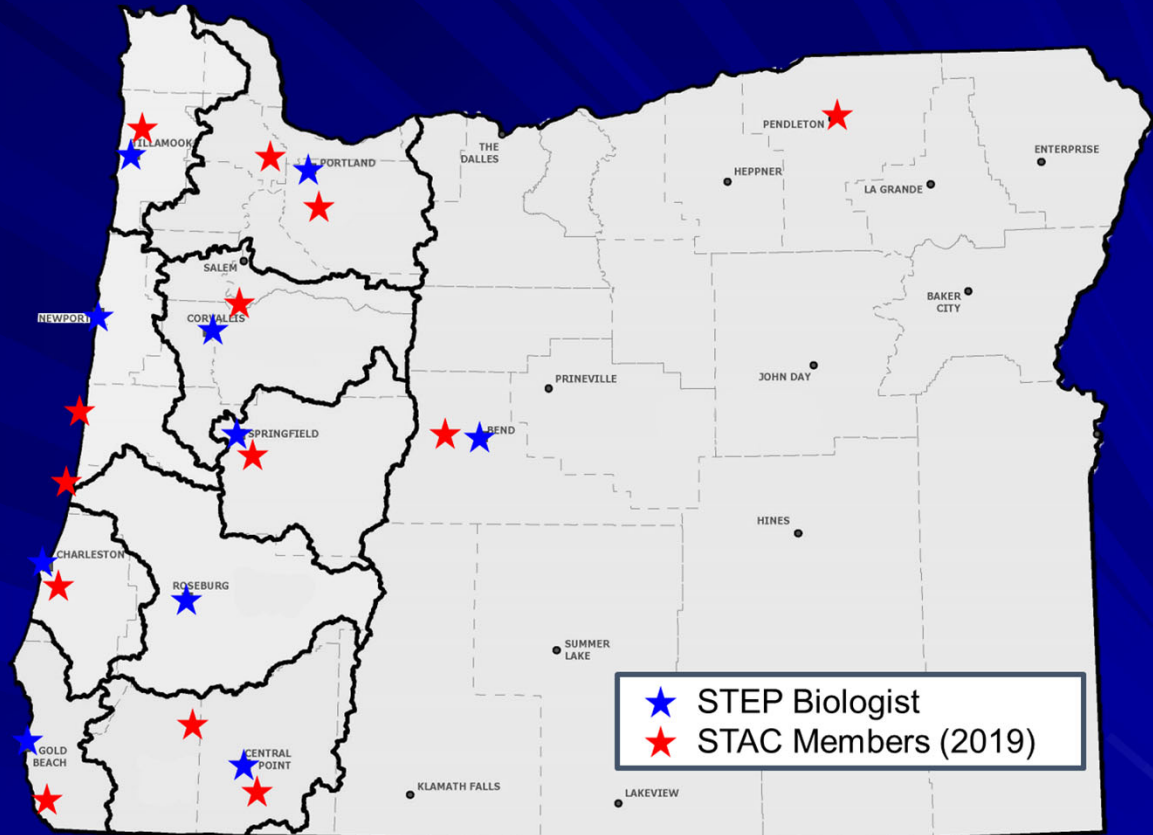 TILLAMOOK
PORTLAND
THE
DALLES
PENDLETON
HEPPNER
LA GRANDE
ENTERPRISE
SALEM
NEWPORT
CORVALLIS
BAKER
CITY
PRINEVILLE
JOHN DAY
SPRINGFIELD
BEND
HINES
CHARLESTON
ROSEBURG
SUMMER
LAKE
GOLD
BEACH
CENTRAL
POINT
KLAMATH FALLS
LAKEVIEW
STEP Biologist
STAC Members (2019)